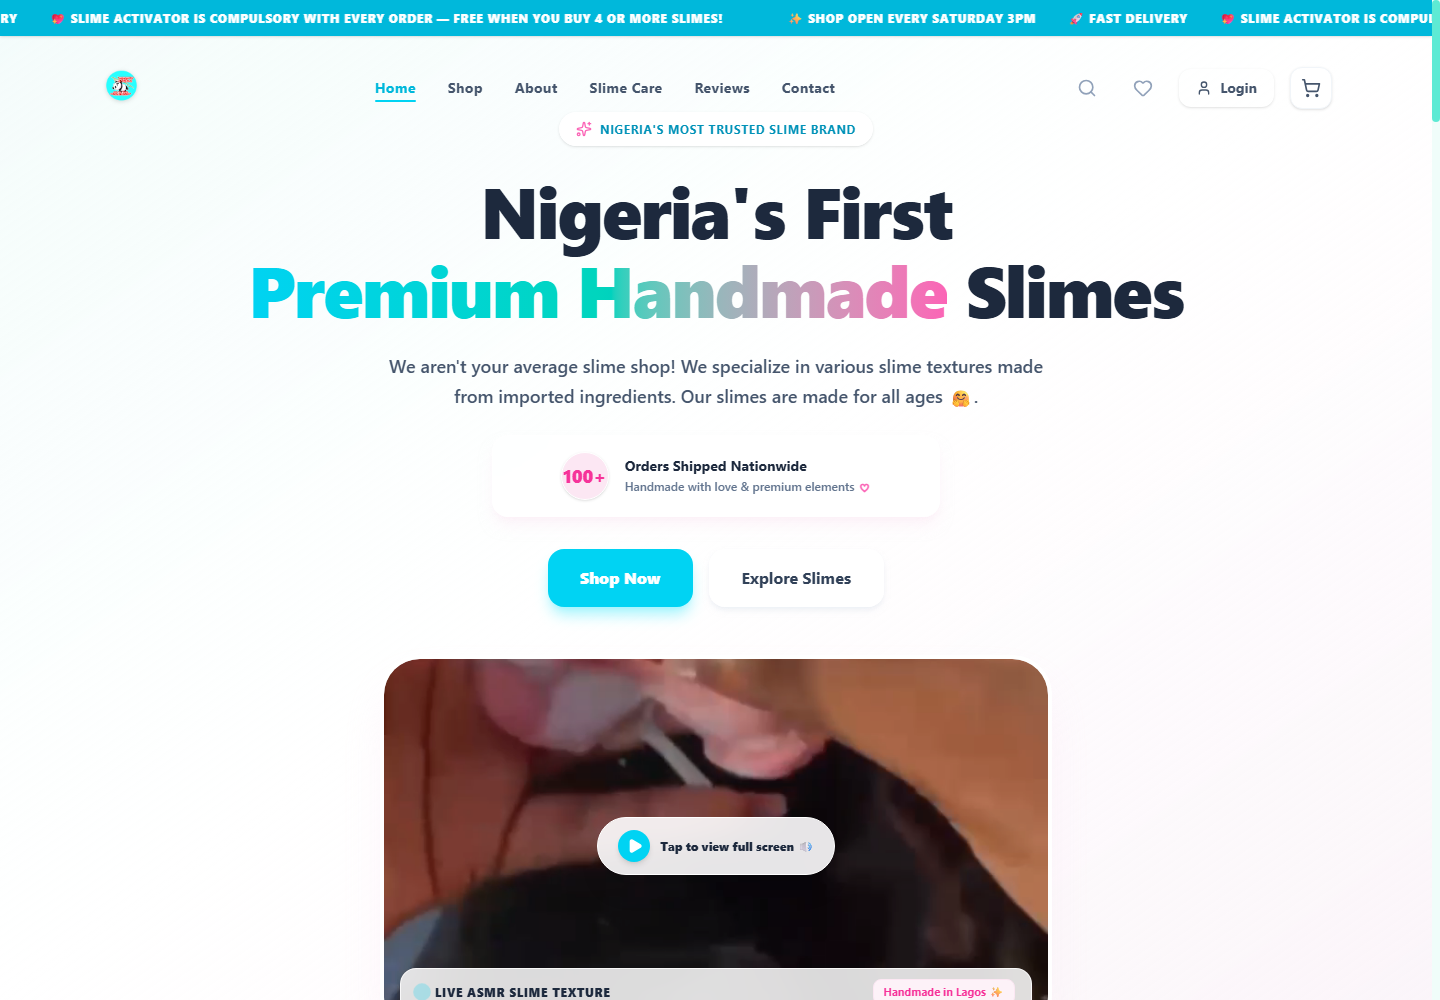 RY 💖 SLIME ACTIVATOR IS COMPULSORY WITH EVERY ORDER — FREE WHEN YOU BUY 4 OR MORE SLIMES! ✨ SHOP OPEN EVERY SATURDAY 3PM 🚀 FAST DELIVERY 💖 SLIME ACTIVATOR IS COMPUL
Home Shop About Slime Care Reviews Contact Login
NIGERIA'S MOST TRUSTED SLIME BRAND
Nigeria's First
Premium Handmade Slimes
We aren't your average slime shop! We specialize in various slime textures made
from imported ingredients. Our slimes are made for all ages 🤗.
100+
Orders Shipped Nationwide
Handmade with love & premium elements
Shop Now
Explore Slimes
Tap to view full screen 🔊
LIVE ASMR SLIME TEXTURE
Handmade in Lagos ✨